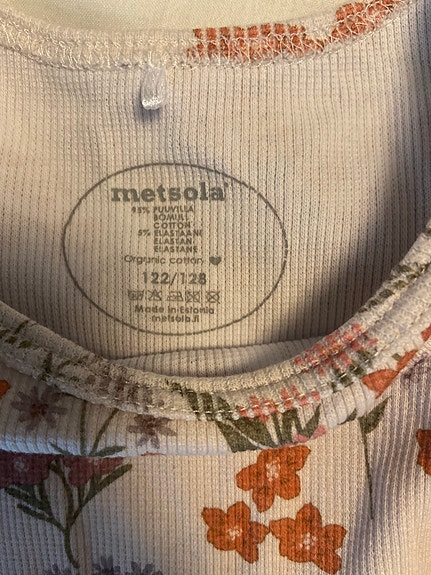 metsola
95% PUUVILLA
BOMULL
COTTON
5% ELASTAANI
ELASTAN
ELASTANE
Organic cotton
122/128
Made in Estonia
metsola.fi